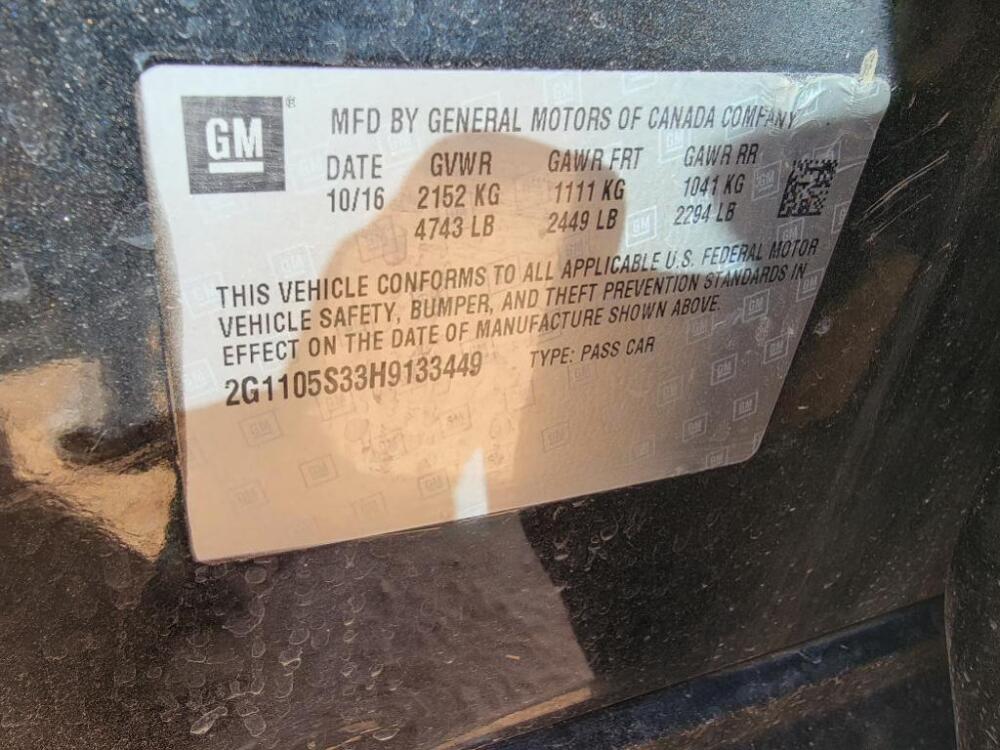 GM ®
MFD BY GENERAL MOTORS OF CANADA COMPANY
DATE GVWR GAWR FRT GAWR RR
10/16 2152 KG 1111 KG 1041 KG
4743 LB 2449 LB 2294 LB
THIS VEHICLE CONFORMS TO ALL APPLICABLE U.S. FEDERAL MOTOR
VEHICLE SAFETY, BUMPER, AND THEFT PREVENTION STANDARDS IN
EFFECT ON THE DATE OF MANUFACTURE SHOWN ABOVE.
2G1105S33H9133449 TYPE: PASS CAR